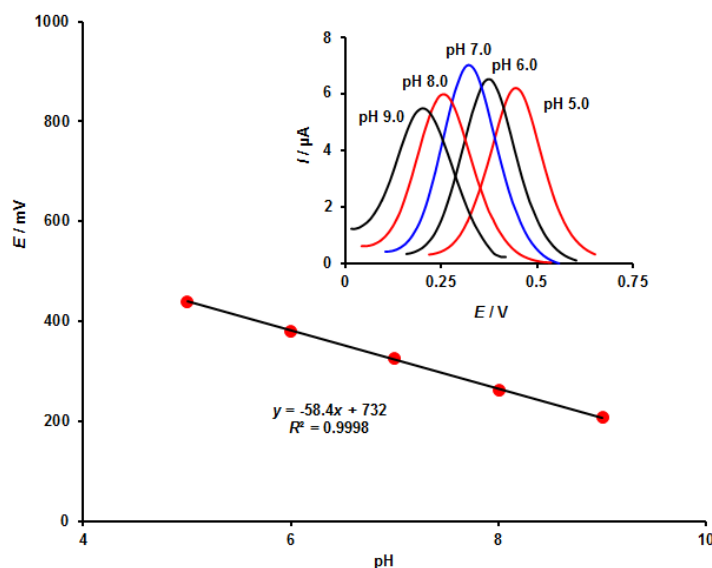 1000
800
600
400
200
0
E / mV
4
6
8
10
pH
y = -58.4x + 732
R² = 0.9998
8
6
4
2
0
I / µA
0
0.25
0.5
0.75
E / V
pH 9.0
pH 8.0
pH 7.0
pH 6.0
pH 5.0